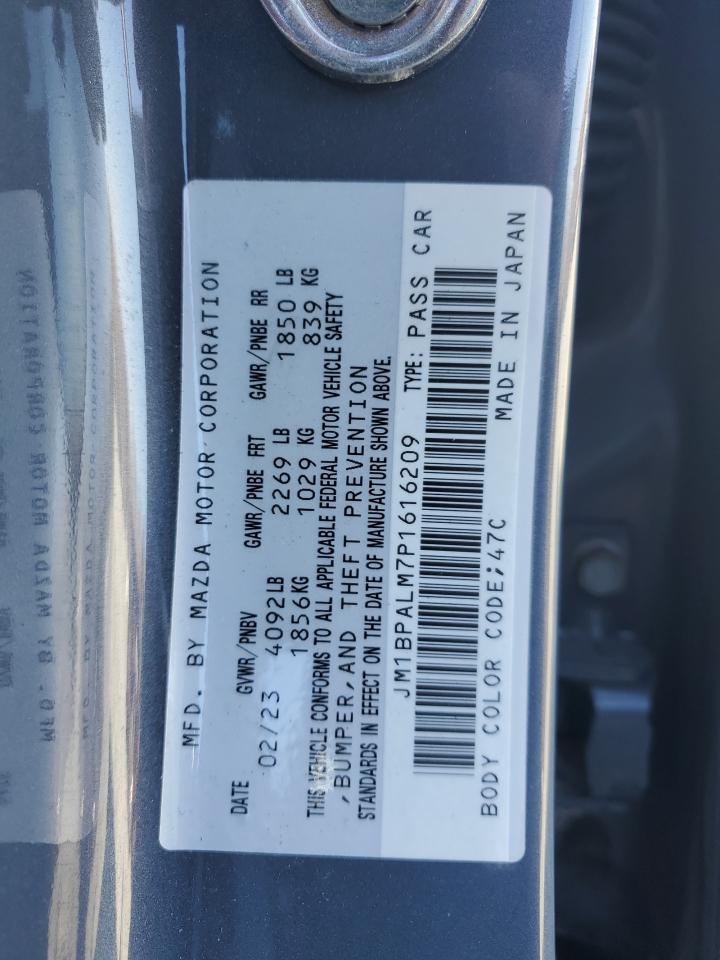 MFD. BY MAZDA MOTOR CORPORATION
DATE GVWR/PNBV GAWR/PNBE FRT GAWR/PNBE RR
02/23 4092LB 2269 LB 1850 LB
1856KG 1029 KG 839 KG
THIS VEHICLE CONFORMS TO ALL APPLICABLE FEDERAL MOTOR VEHICLE SAFETY
,BUMPER,AND THEFT PREVENTION
STANDARDS IN EFFECT ON THE DATE OF MANUFACTURE SHOWN ABOVE.
JM1BPALM7P1616209 TYPE: PASS CAR
BODY COLOR CODE;47C MADE IN JAPAN